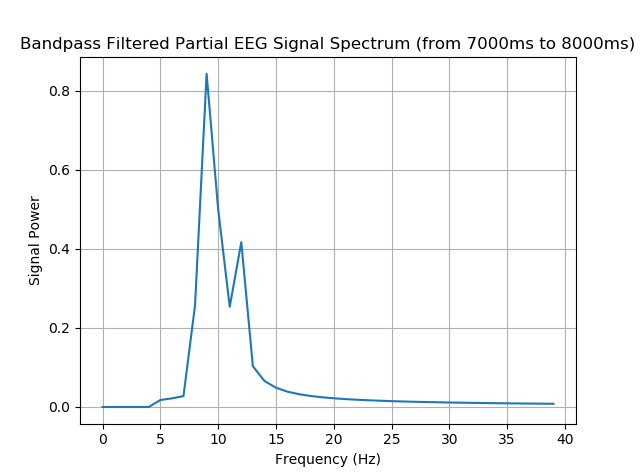 Bandpass Filtered Partial EEG Signal Spectrum (from 7000ms to 8000ms)
0.8
0.6
0.4
0.2
0.0
Signal Power
0 5 10 15 20 25 30 35 40
Frequency (Hz)